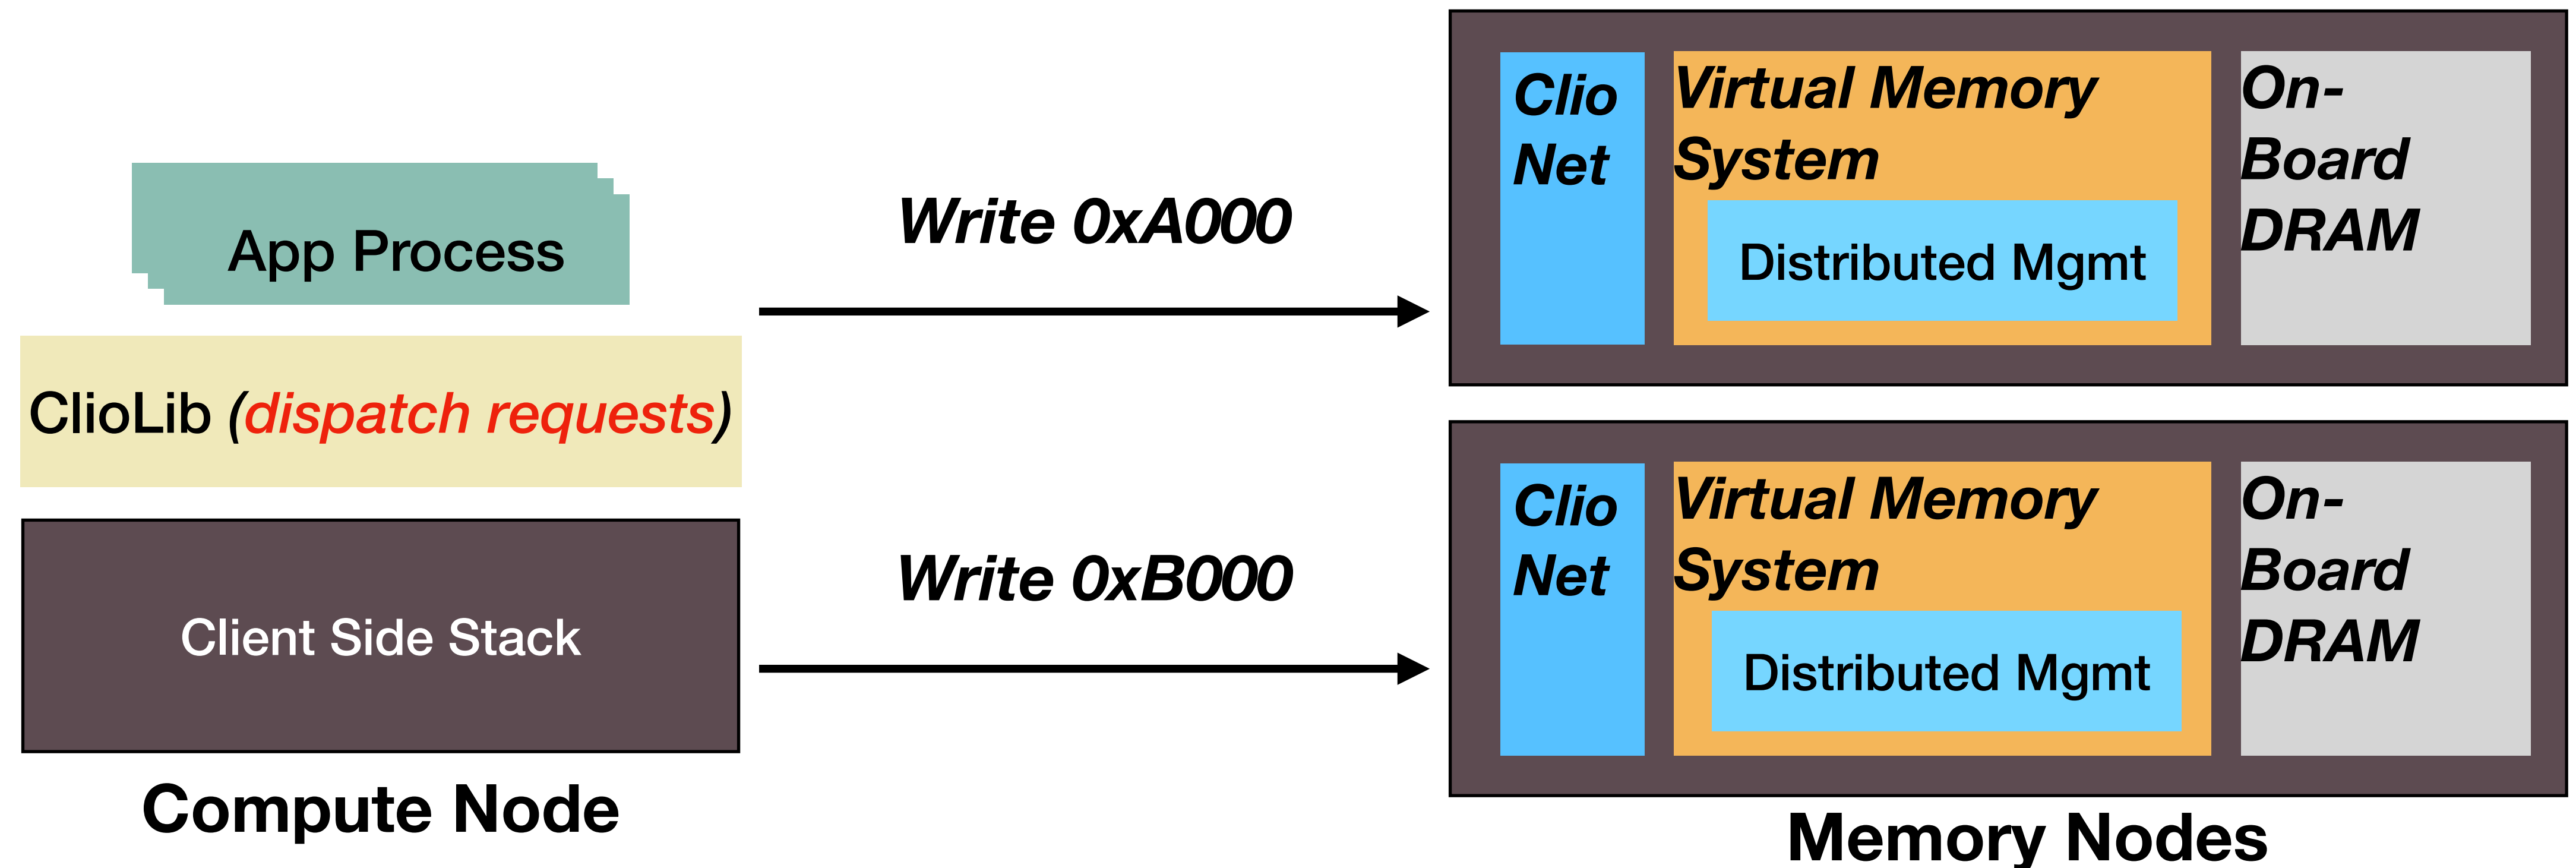 App Process
ClioLib (dispatch requests)
Client Side Stack
Compute Node
Write 0xA000
Write 0xB000
Clio
Net
Virtual Memory
System
Distributed Mgmt
On-
Board
DRAM
Clio
Net
Virtual Memory
System
Distributed Mgmt
On-
Board
DRAM
Memory Nodes